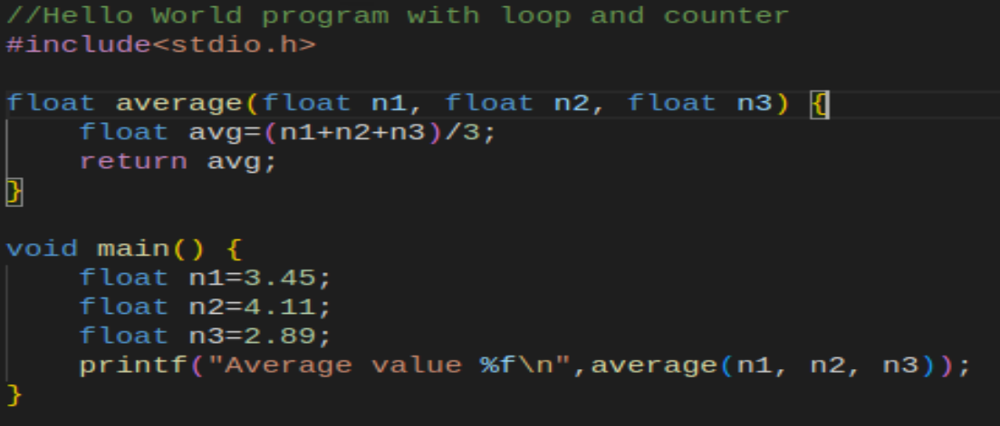 //Hello World program with loop and counter
#include<stdio.h>
float average(float n1, float n2, float n3) {
    float avg=(n1+n2+n3)/3;
    return avg;
}
void main() {
    float n1=3.45;
    float n2=4.11;
    float n3=2.89;
    printf("Average value %f\n",average(n1, n2, n3));
}